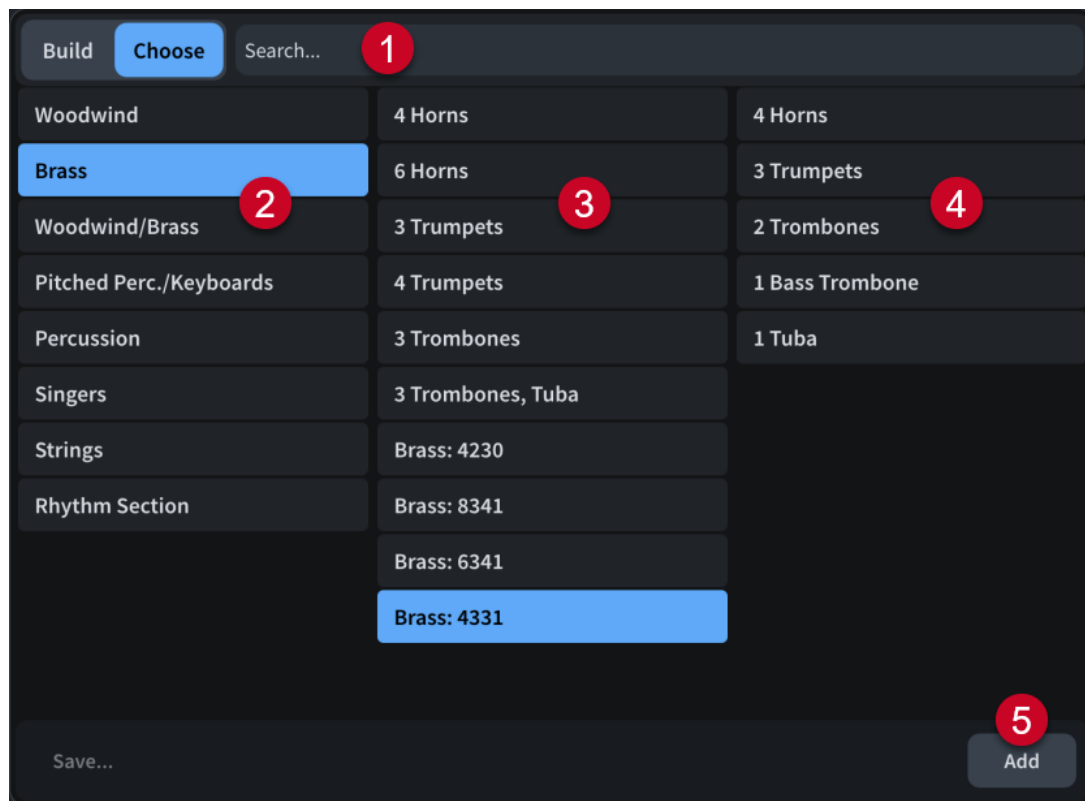 Build Choose Search... 1
Woodwind 4 Horns 4 Horns
Brass 6 Horns 3 Trumpets
2 3 4
Woodwind/Brass 3 Trumpets 2 Trombones
Pitched Perc./Keyboards 4 Trumpets 1 Bass Trombone
Percussion 3 Trombones 1 Tuba
Singers 3 Trombones, Tuba
Strings Brass: 4230
Rhythm Section Brass: 8341
Brass: 6341
Brass: 4331
5
Save... Add